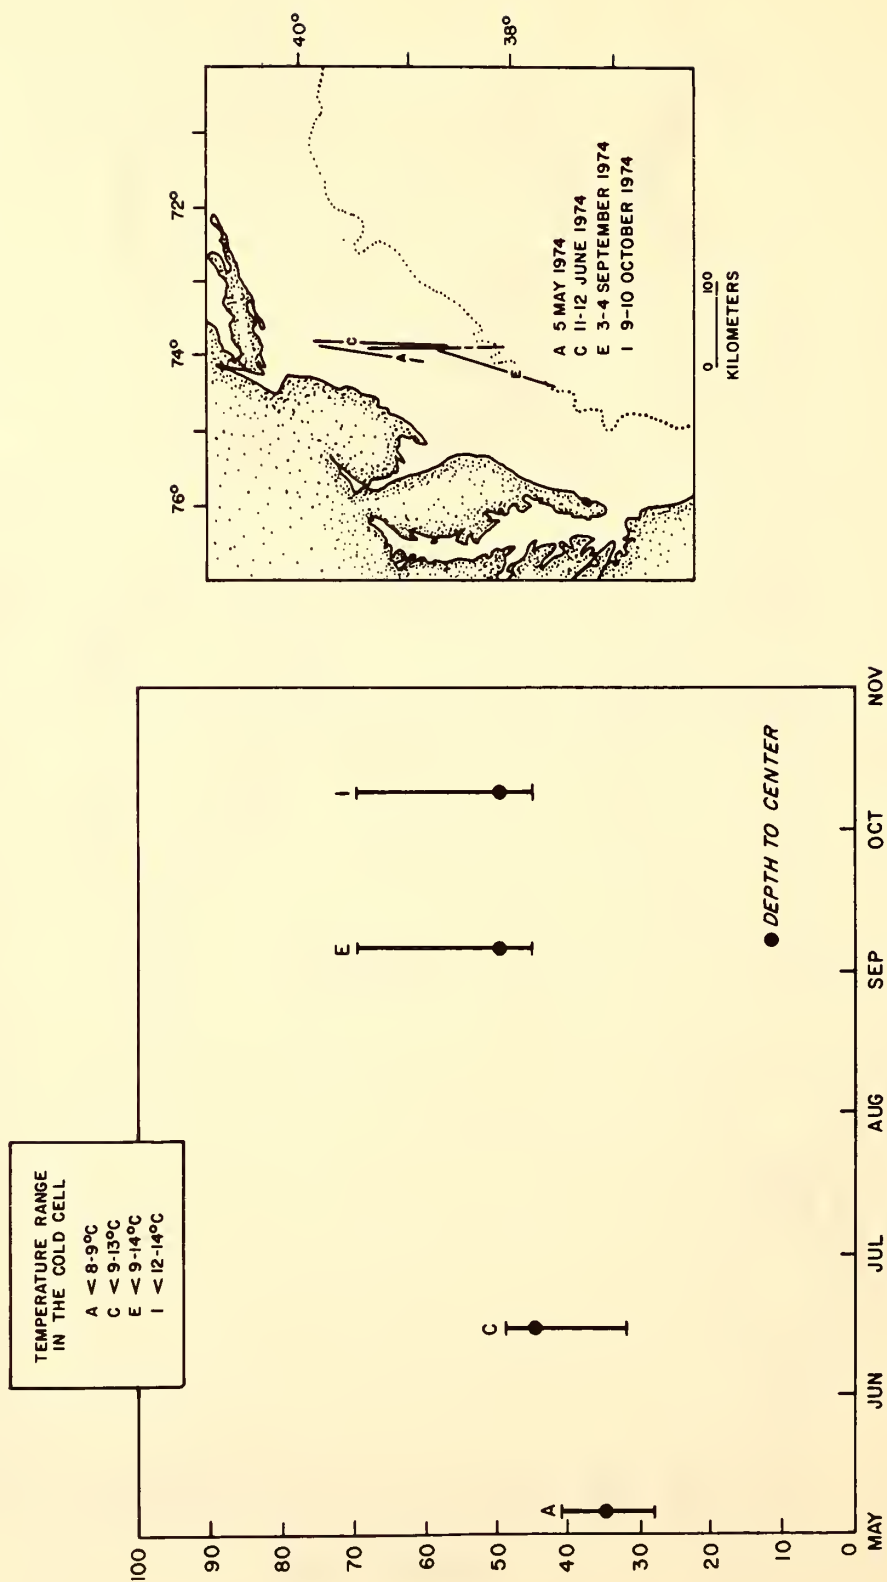 TEMPERATURE RANGE
IN THE COLD CELL
A < 8-9°C
C < 9-13°C
E < 9-14°C
I < 12-14°C
100
90
80
70
60
50
40
30
20
10
0
A
C
E
I
● DEPTH TO CENTER
MAY
JUN
JUL
AUG
SEP
OCT
NOV
76°
74°
72°
40°
38°
A
C
E
I
A 5 MAY 1974
C 11-12 JUNE 1974
E 3-4 SEPTEMBER 1974
I 9-10 OCTOBER 1974
0 100
KILOMETERS